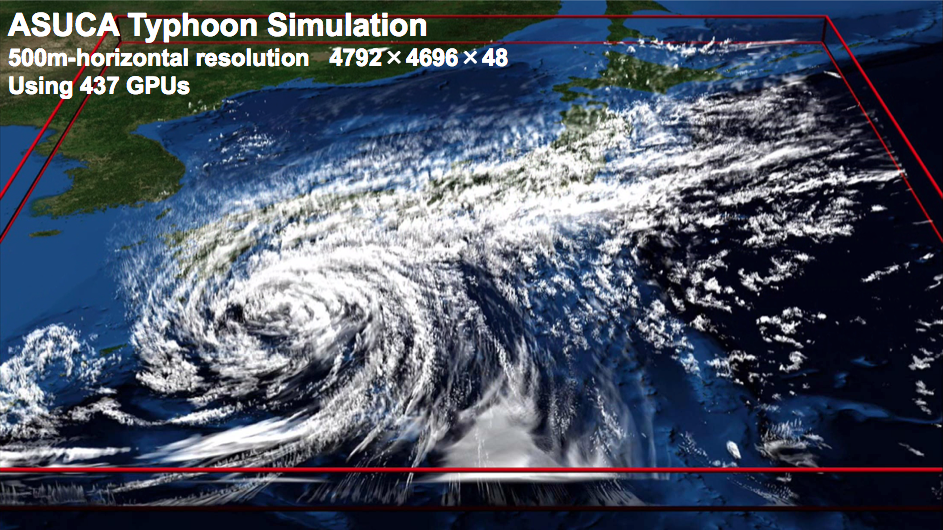 ASUCA Typhoon Simulation
500m-horizontal resolution 4792×4696×48
Using 437 GPUs